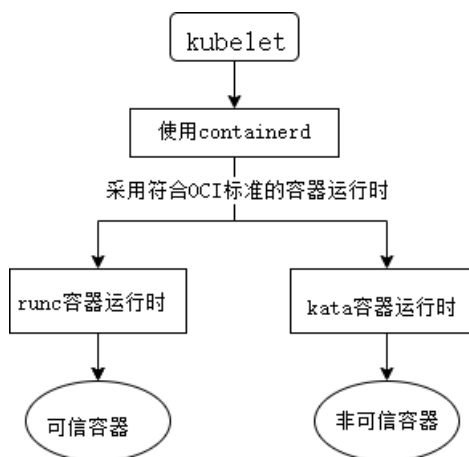 kubelet
使用containerd
采用符合OCI标准的容器运行时
runc容器运行时
kata容器运行时
可信容器
非可信容器